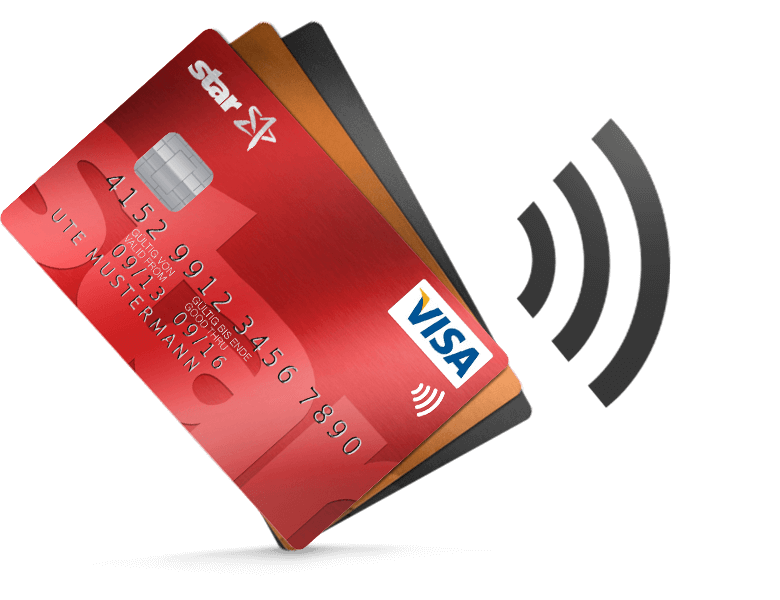 star
4152 9912 3456 7890
GÜLTIG VON
VALID FROM
09/13
GÜLTIG BIS ENDE
GOOD THRU
09/16
UTE MUSTERMANN
VISA
star